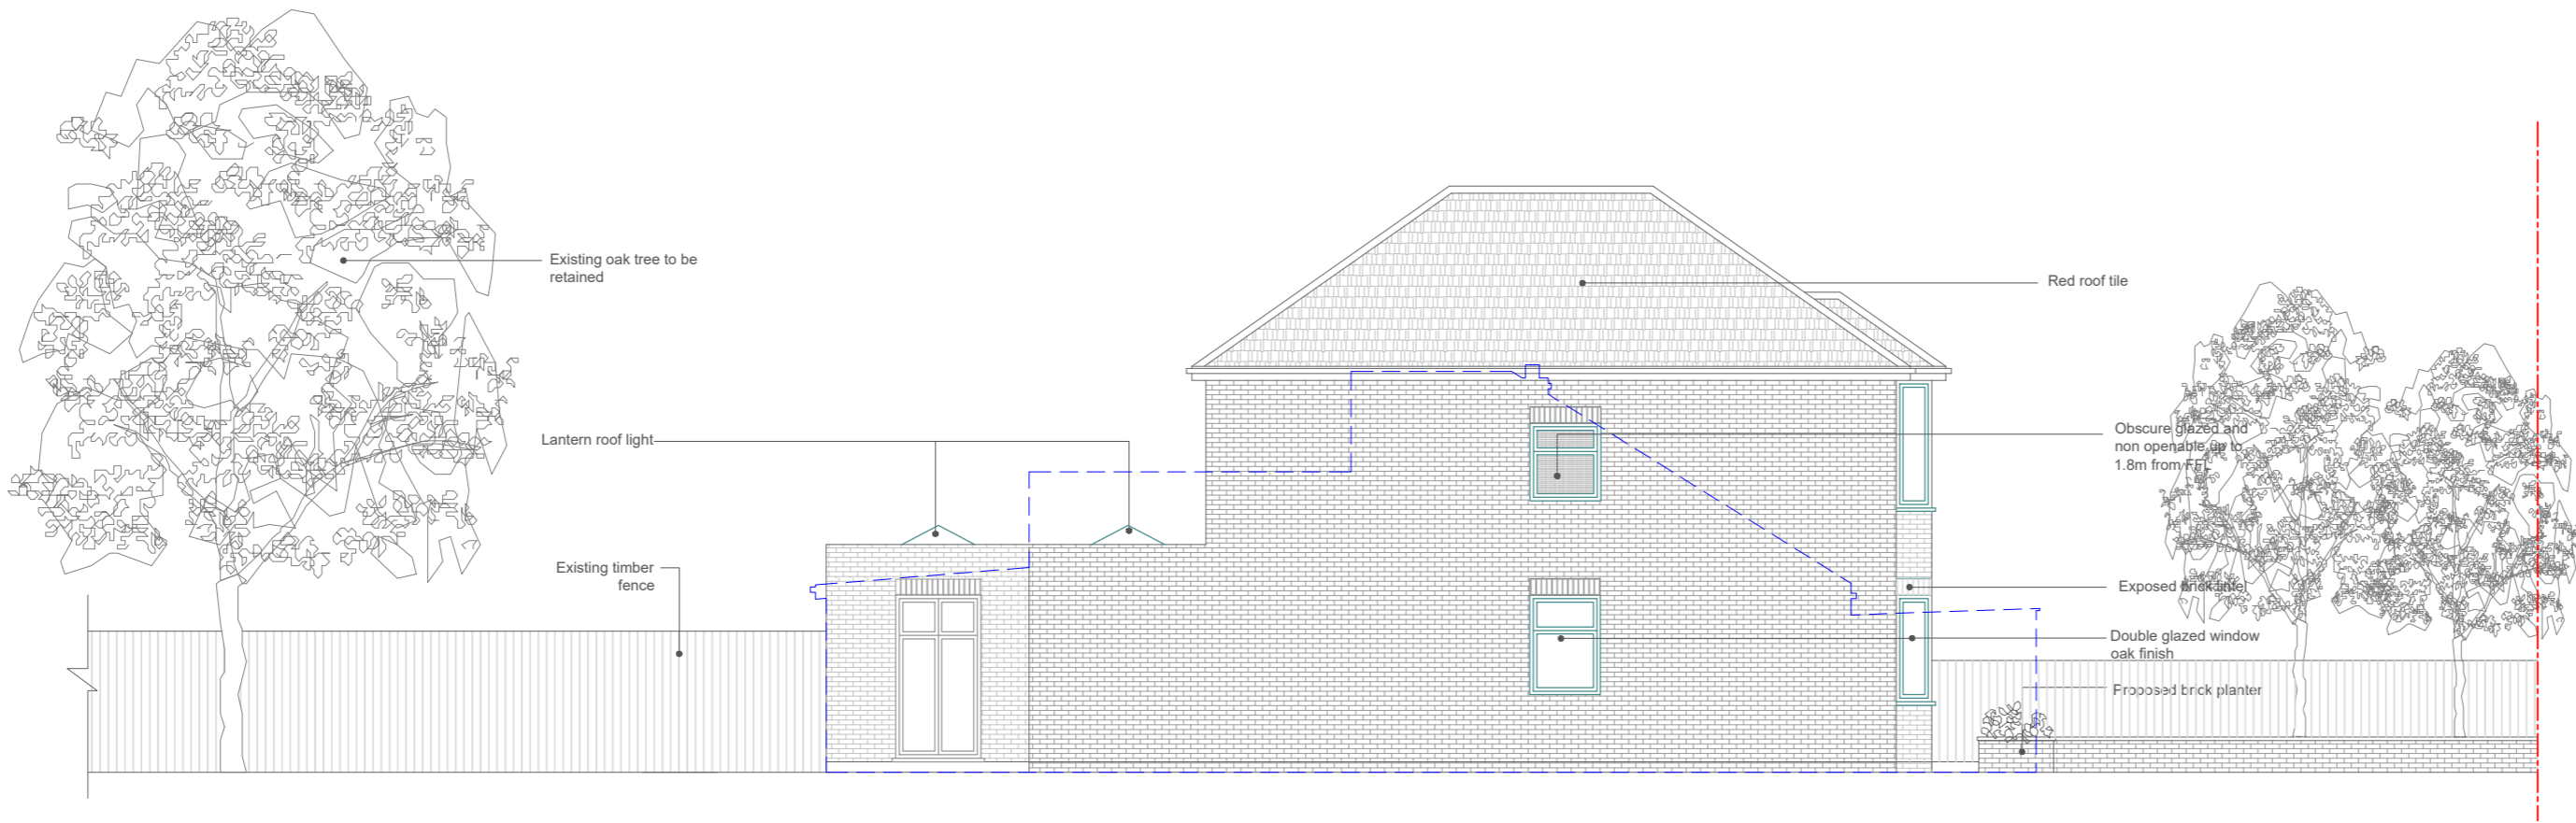 Existing oak tree to be
retained
Red roof tile
Lantern roof light
Obscure glazed and
non openable up to
1.8m from FFL
Existing timber
fence
Exposed brick lintel
Double glazed window
oak finish
Proposed brick planter